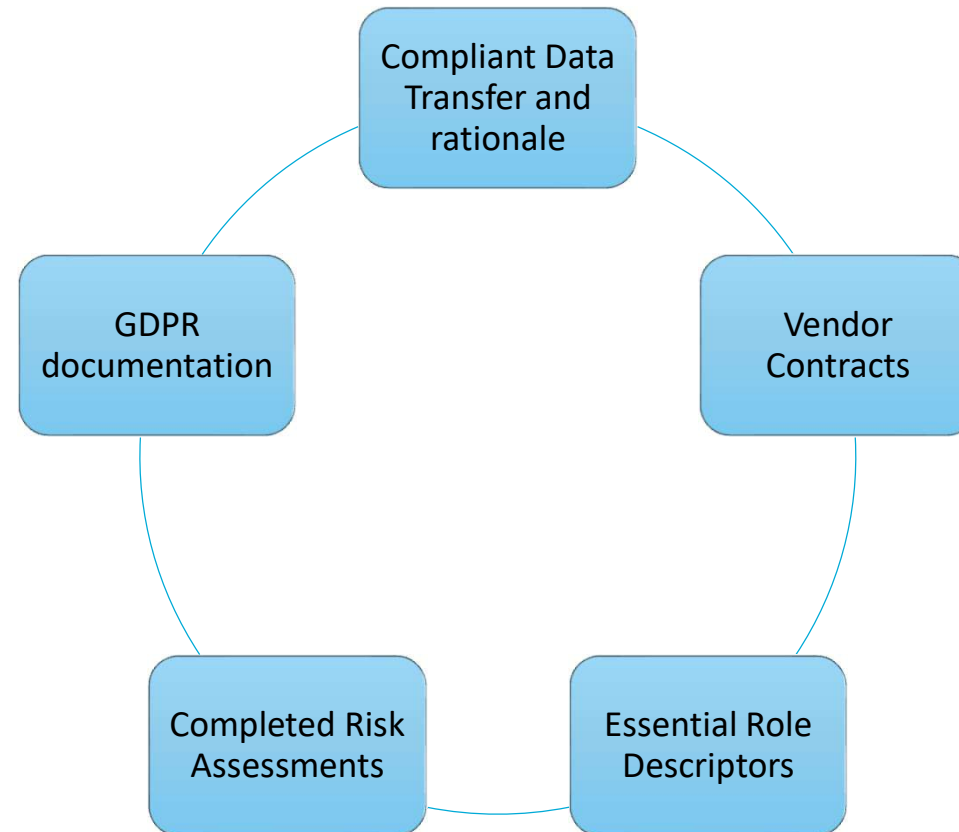 Compliant Data
Transfer and
rationale
GDPR
documentation
Vendor
Contracts
Completed Risk
Assessments
Essential Role
Descriptors